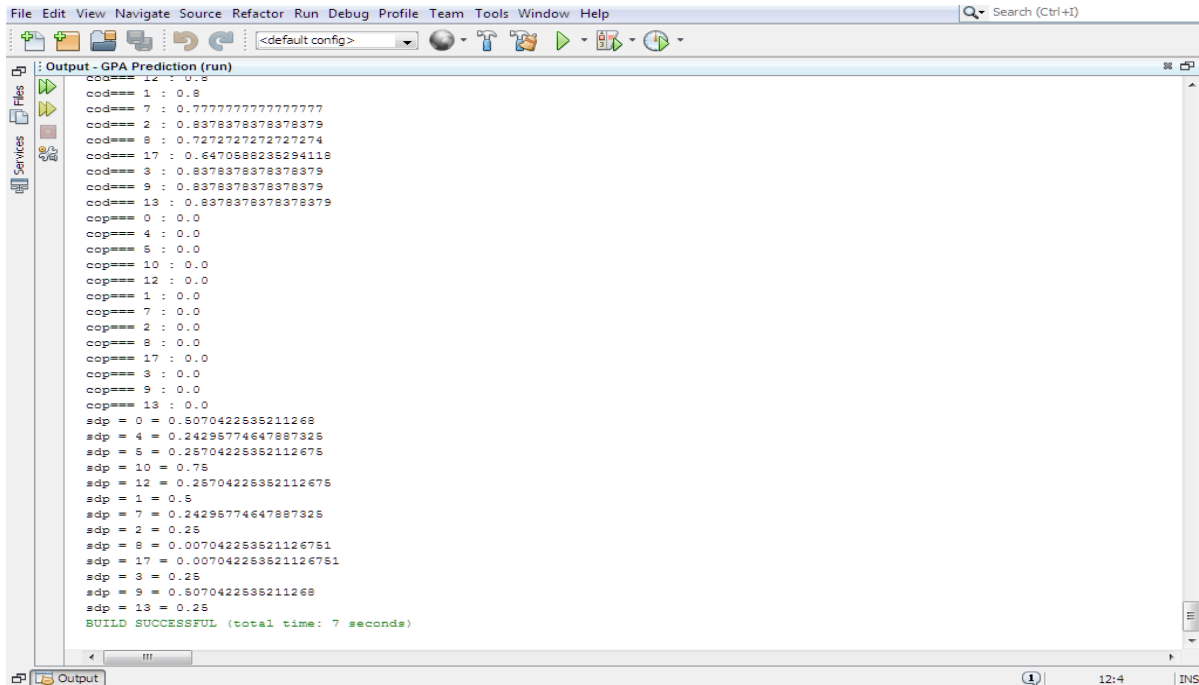 File Edit View Navigate Source Refactor Run Debug Profile Team Tools Window Help
Search (Ctrl+I)
<default config>
Output - GPA Prediction (run)
Files
Services
cod=== 12 : 0.8
cod=== 1 : 0.8
cod=== 7 : 0.7777777777777777
cod=== 2 : 0.8378378378378379
cod=== 8 : 0.7272727272727274
cod=== 17 : 0.6470588235294118
cod=== 3 : 0.8378378378378379
cod=== 9 : 0.8378378378378379
cod=== 13 : 0.8378378378378379
cop=== 0 : 0.0
cop=== 4 : 0.0
cop=== 5 : 0.0
cop=== 10 : 0.0
cop=== 12 : 0.0
cop=== 1 : 0.0
cop=== 7 : 0.0
cop=== 2 : 0.0
cop=== 8 : 0.0
cop=== 17 : 0.0
cop=== 3 : 0.0
cop=== 9 : 0.0
cop=== 13 : 0.0
sdp = 0 = 0.5070422535211268
sdp = 4 = 0.24295774647887325
sdp = 5 = 0.25704225352112675
sdp = 10 = 0.75
sdp = 12 = 0.25704225352112675
sdp = 1 = 0.5
sdp = 7 = 0.24295774647887325
sdp = 2 = 0.25
sdp = 8 = 0.007042253521126751
sdp = 17 = 0.007042253521126751
sdp = 3 = 0.25
sdp = 9 = 0.5070422535211268
sdp = 13 = 0.25
BUILD SUCCESSFUL (total time: 7 seconds)
Output
1
12:4
INS